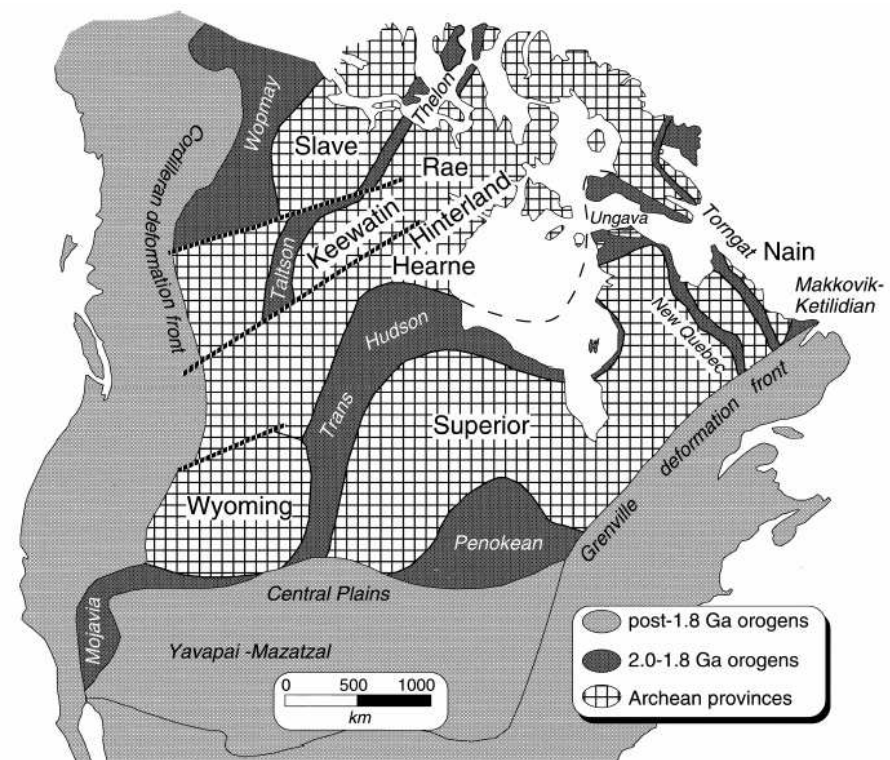 Wopmay
Thelon
Slave
Rae
Cordilleran deformation front
Keewatin
Hinterland
Ungava
Torngat
Taltson
Hearne
Nain
Makkovik-
Ketilidian
Hudson
New Quebec
Trans
Superior
Grenville deformation front
Wyoming
Penokean
Central Plains
Mojavia
Yavapai -Mazatzal
0 500 1000
km
post-1.8 Ga orogens
2.0-1.8 Ga orogens
Archean provinces